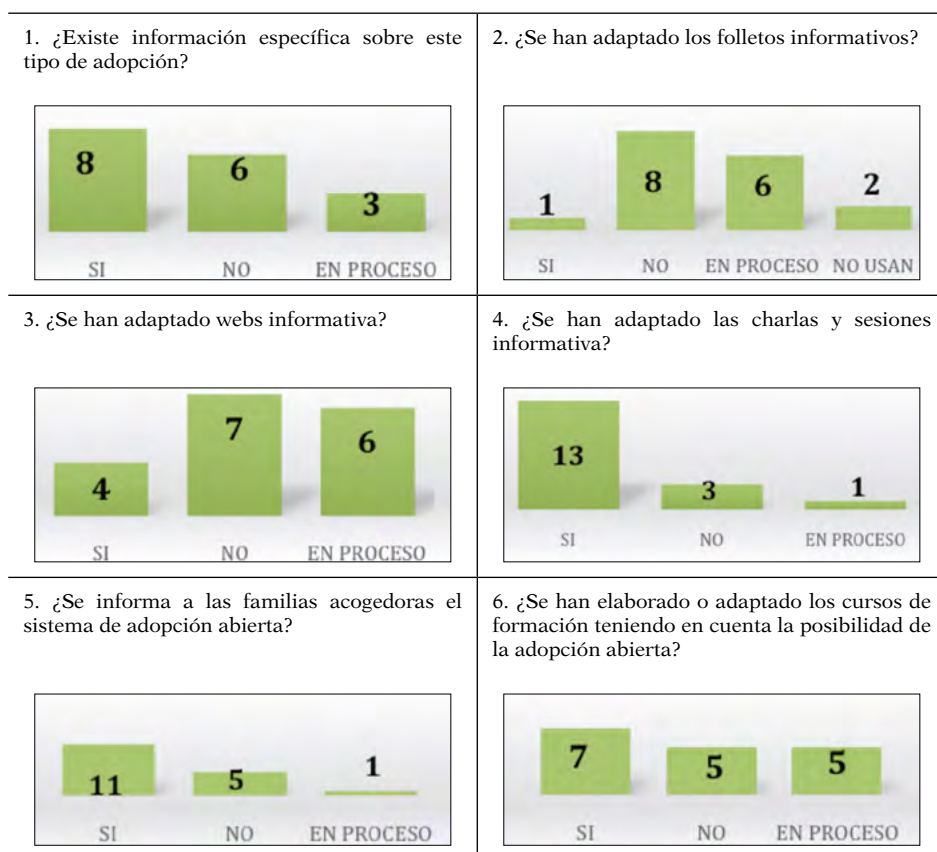 1. ¿Existe información específica sobre este
tipo de adopción?
8
6
3
SI NO EN PROCESO
2. ¿Se han adaptado los folletos informativos?
1
8
6
2
SI NO EN PROCESO NO USAN
3. ¿Se han adaptado webs informativa?
4
7
6
SI NO EN PROCESO
4. ¿Se han adaptado las charlas y sesiones
informativa?
13
3
1
SI NO EN PROCESO
5. ¿Se informa a las familias acogedoras el
sistema de adopción abierta?
11
5
1
SI NO EN PROCESO
6. ¿Se han elaborado o adaptado los cursos de
formación teniendo en cuenta la posibilidad de
la adopción abierta?
7
5
5
SI NO EN PROCESO